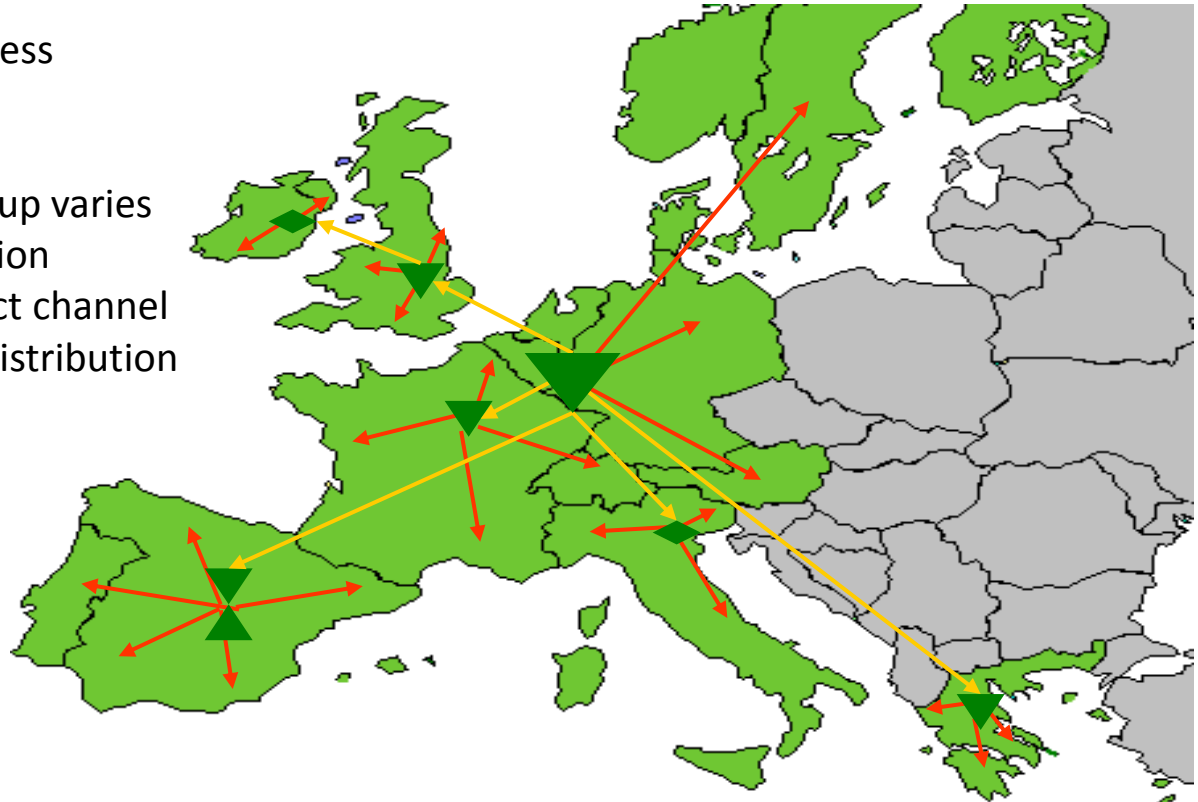 ess
up varies
ion
ct channel
istribution